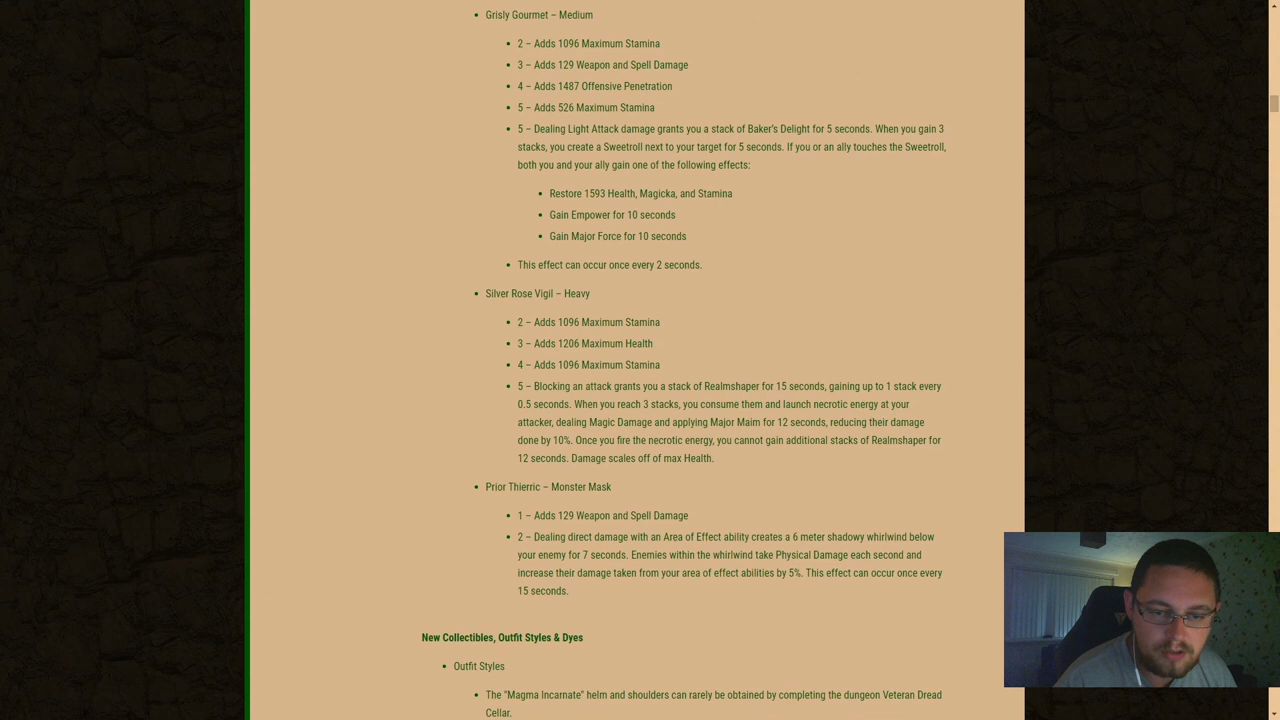 Grisly Gourmet – Medium
2 – Adds 1096 Maximum Stamina
3 – Adds 129 Weapon and Spell Damage
4 – Adds 1487 Offensive Penetration
5 – Adds 526 Maximum Stamina
5 – Dealing Light Attack damage grants you a stack of Baker's Delight for 5 seconds. When you gain 3
stacks, you create a Sweetroll next to your target for 5 seconds. If you or an ally touches the Sweetroll,
both you and your ally gain one of the following effects:
Restore 1593 Health, Magicka, and Stamina
Gain Empower for 10 seconds
Gain Major Force for 10 seconds
This effect can occur once every 2 seconds.
Silver Rose Vigil – Heavy
2 – Adds 1096 Maximum Stamina
3 – Adds 1206 Maximum Health
4 – Adds 1096 Maximum Stamina
5 – Blocking an attack grants you a stack of Realmshaper for 15 seconds, gaining up to 1 stack every
0.5 seconds. When you reach 3 stacks, you consume them and launch necrotic energy at your
attacker, dealing Magic Damage and applying Major Maim for 12 seconds, reducing their damage
done by 10%. Once you fire the necrotic energy, you cannot gain additional stacks of Realmshaper for
12 seconds. Damage scales off of max Health.
Prior Thierric – Monster Mask
1 – Adds 129 Weapon and Spell Damage
2 – Dealing direct damage with an Area of Effect ability creates a 6 meter shadowy whirlwind below
your enemy for 7 seconds. Enemies within the whirlwind take Physical Damage each second and
increase their damage taken from your area of effect abilities by 5%. This effect can occur once every
15 seconds.
New Collectibles, Outfit Styles & Dyes
Outfit Styles
The "Magma Incarnate" helm and shoulders can rarely be obtained by completing the dungeon Veteran Dread
Cellar.